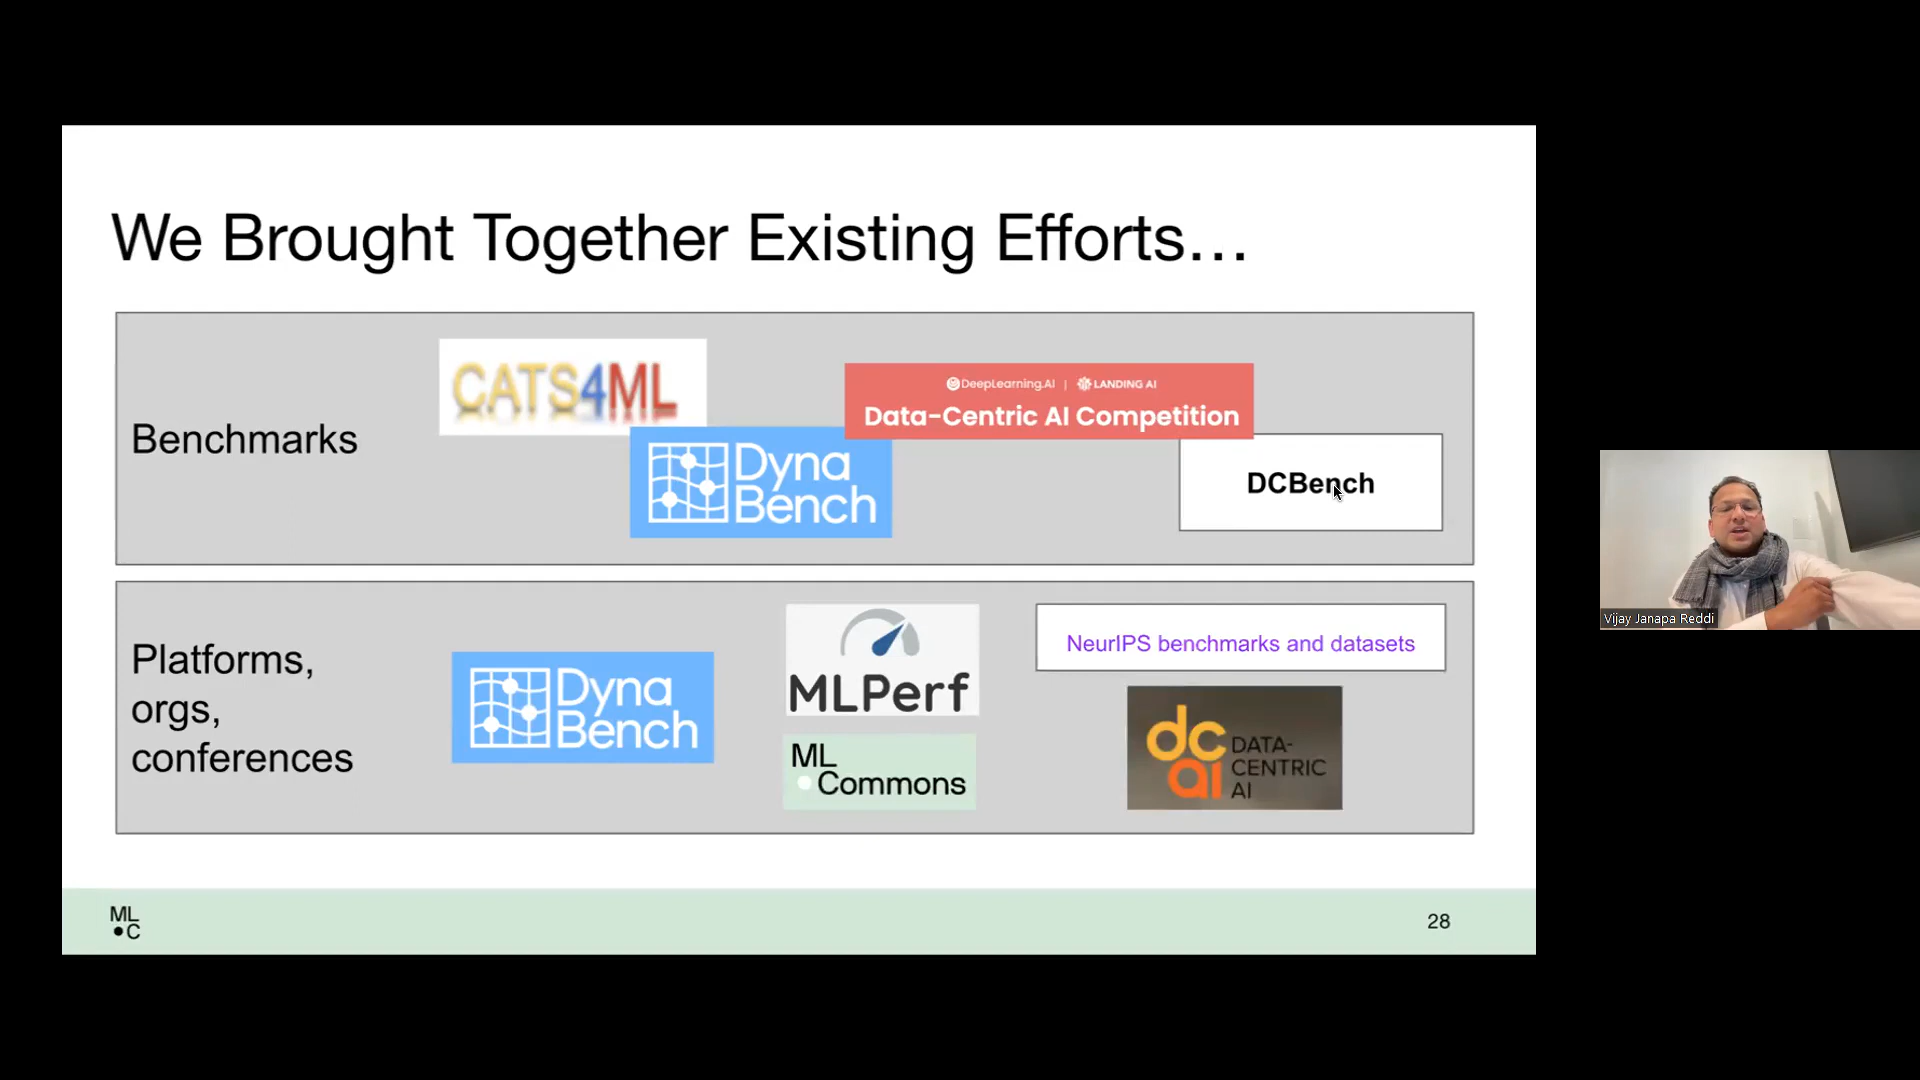 We Brought Together Existing Efforts…
Benchmarks
CATS4ML
DeepLearning.AI | LANDING AI
Data-Centric AI Competition
Dyna
Bench
DCBench
Platforms,
orgs,
conferences
Dyna
Bench
MLPerf
ML
Commons
NeurIPS benchmarks and datasets
dc
ai
DATA-
CENTRIC
AI
ML
C
28
Vijay Janapa Reddi